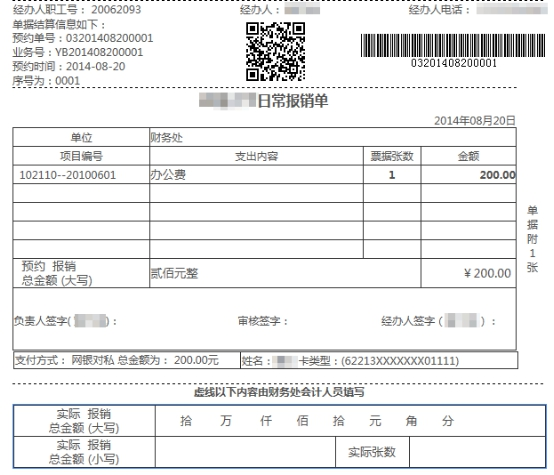 经办人职工号： 20062093 经办人： 经办人电话：
单据结算信息如下：
预约单号：03201408200001
业务号：YB201408200001
预约时间：2014-08-20
序号为：0001
03201408200001
日常报销单
2014年08月20日
单位 财务处
项目编号 支出内容 票据张数 金额
102110--20100601 办公费 1 200.00
预约 报销
总金额 (大写) 贰佰元整 ￥200.00
单据附1张
负责人签字( )： 审核签字： 经办人签字 ( ) ：
支付方式： 网银对私 总金额为： 200.00元 姓名： 卡类型：(62213XXXXXXX01111)
虚线以下内容由财务处会计人员填写
实际 报销
总金额 (大写) 拾 万 仟 佰 拾 元 角 分
实际 报销
总金额 (小写) 实际张数